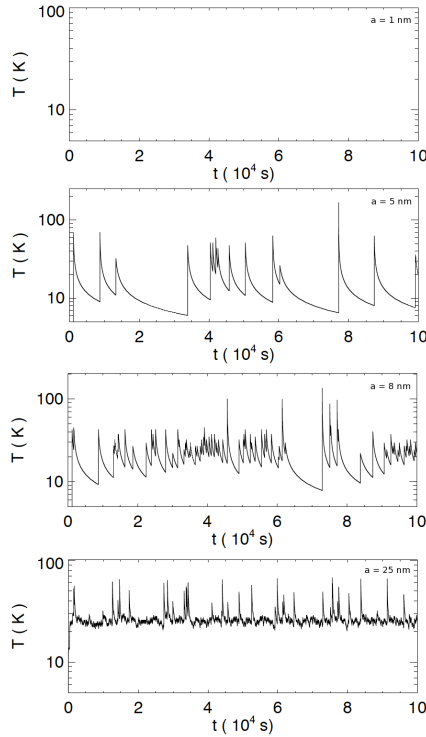 100
a = 1 nm
T ( K )
10
0 2 4 6 8 10
t ( 10⁴ s)
a = 5 nm
100
T ( K )
10
0 2 4 6 8 10
t ( 10⁴ s)
a = 8 nm
100
T ( K )
10
0 2 4 6 8 10
t ( 10⁴ s)
100
a = 25 nm
T ( K )
10
0 2 4 6 8 10
t ( 10⁴ s)